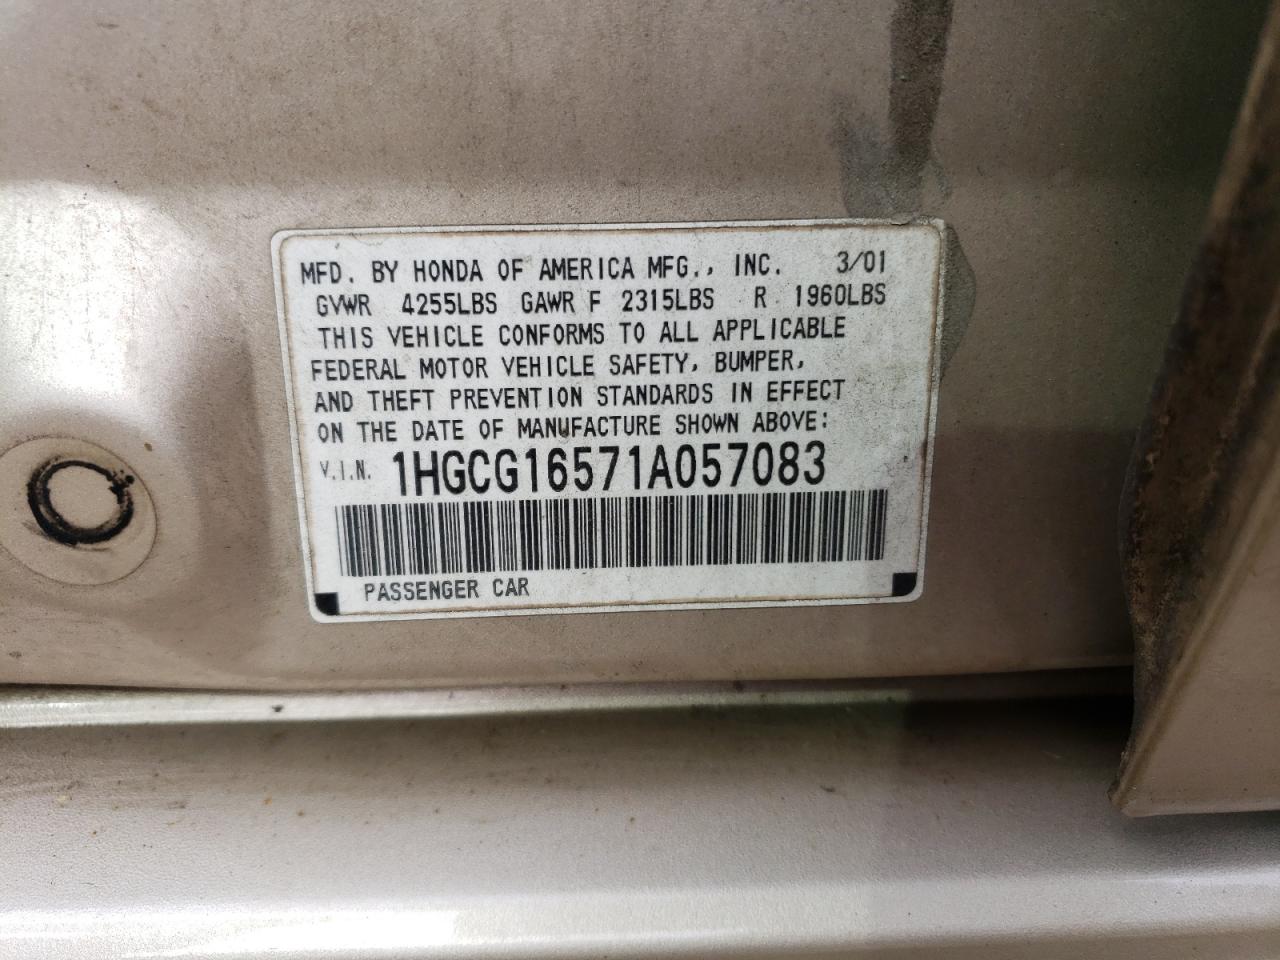 MFD. BY HONDA OF AMERICA MFG., INC. 3/01
GVWR 4255LBS GAWR F 2315LBS R 1960LBS
THIS VEHICLE CONFORMS TO ALL APPLICABLE
FEDERAL MOTOR VEHICLE SAFETY, BUMPER,
AND THEFT PREVENTION STANDARDS IN EFFECT
ON THE DATE OF MANUFACTURE SHOWN ABOVE:
V.I.N. 1HGCG16571A057083
PASSENGER CAR